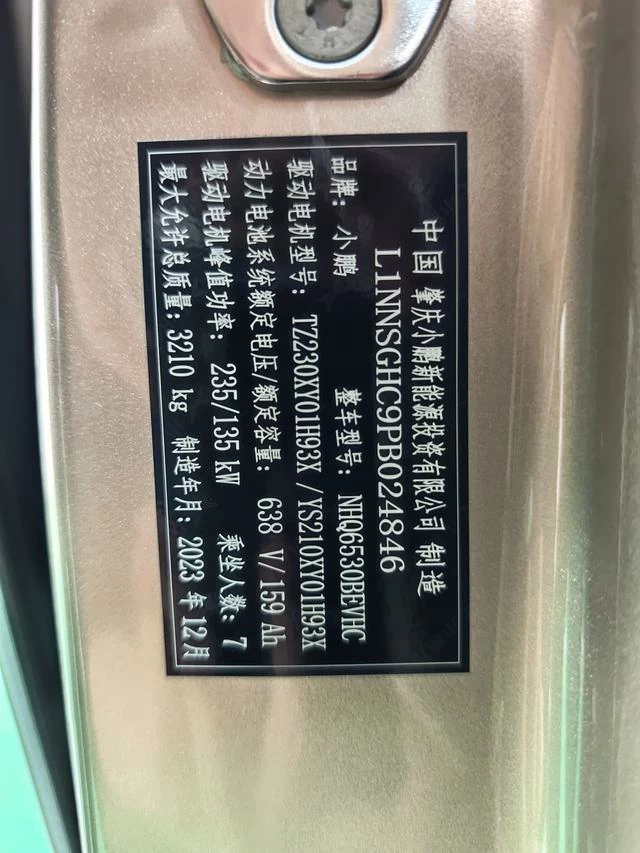 中国 肇庆小鹏新能源投资有限公司 制造
L1NNSGHC9PB024846
品牌: 小鹏 整车型号: NHQ6530BEVHC
驱动电机型号: TZ230XY01H93X / YS210XY01H93X
动力电池系统额定电压/额定容量: 638 V/159 Ah
驱动电机峰值功率: 235/135 kW 乘坐人数: 7
最大允许总质量: 3210 kg 制造年月: 2023 年 12 月